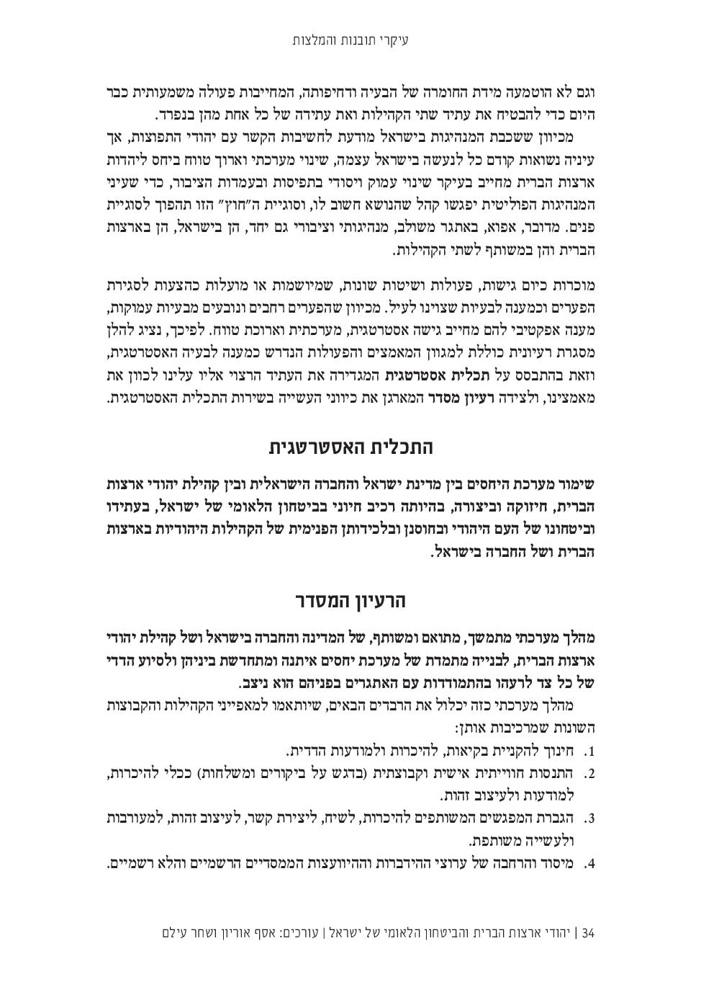 עיקרי תובנות והמלצות
וגם לא הוטמעה מידת החומרה של הבעיה ודחיפותה, המחייבות פעולה משמעותית כבר
היום כדי להבטיח את עתיד שתי הקהילות ואת עתידה של כל אחת מהן בנפרד.
מכיוון ששכבת המנהיגות בישראל מודעת לחשיבות הקשר עם יהודי התפוצות, אך
עיניה נשואות קודם כל לנעשה בישראל עצמה, שינוי מערכתי וארוך טווח ביחס ליהדות
ארצות הברית מחייב בעיקר שינוי עמוק ויסודי בתפיסות ובעמדות הציבור, כדי שעיני
המנהיגות הפוליטית יפגשו קהל שהנושא חשוב לו, וסוגיית ה"חוץ" הזו תהפוך לסוגיית
פנים. מדובר, אפוא, באתגר משולב, מנהיגותי וציבורי גם יחד, הן בישראל, הן בארצות
הברית והן במשותף לשתי הקהילות.
מוכרות כיום גישות, פעולות ושיטות שונות, שמיושמות או מועלות כהצעות לסגירת
הפערים וכמענה לבעיות שצוינו לעיל. מכיוון שהפערים רחבים ונובעים מבעיות עמוקות,
מענה אפקטיבי להם מחייב גישה אסטרטגית, מערכתית וארוכת טווח. לפיכך, נציג להלן
מסגרת רעיונית כוללת למגוון המאמצים והפעולות הנדרש כמענה לבעיה האסטרטגית,
וזאת בהתבסס על תכלית אסטרטגית המגדירה את העתיד הרצוי אליו עלינו לכוון את
מאמצינו, ולצידה רעיון מסדר המארגן את כיווני העשייה בשירות התכלית האסטרטגית.
התכלית האסטרטגית
שימור מערכת היחסים בין מדינת ישראל והחברה הישראלית ובין קהילת יהודי ארצות
הברית, חיזוקה וביצורה, בהיותה רכיב חיוני בביטחון הלאומי של ישראל, בעתידו
וביטחונו של העם היהודי ובחוסנן ובלכידותן הפנימית של הקהילות היהודיות בארצות
הברית ושל החברה בישראל.
הרעיון המסדר
מהלך מערכתי מתמשך, מתואם ומשותף, של המדינה והחברה בישראל ושל קהילת יהודי
ארצות הברית, לבנייה מתמדת של מערכת יחסים איתנה ומתחדשת ביניהן ולסיוע הדדי
של כל צד לרעהו בהתמודדות עם האתגרים בפניהם הוא ניצב.
מהלך מערכתי כזה יכלול את הרבדים הבאים, שיותאמו למאפייני הקהילות והקבוצות
השונות שמרכיבות אותן:
1. חינוך להקניית בקיאות, להיכרות ולמודעות הדדית.
2. התנסות חווייתית אישית וקבוצתית (בדגש על ביקורים ומשלחות) ככלי להיכרות,
למודעות ולעיצוב זהות.
3. הגברת המפגשים המשותפים להיכרות, לשיח, ליצירת קשר, לעיצוב זהות, למעורבות
ולעשייה משותפת.
4. מיסוד והרחבה של ערוצי ההידברות וההיוועצות הממסדיים הרשמיים והלא רשמיים.
34 | יהודי ארצות הברית והביטחון הלאומי של ישראל | עורכים: אסף אוריון ושחר עילם